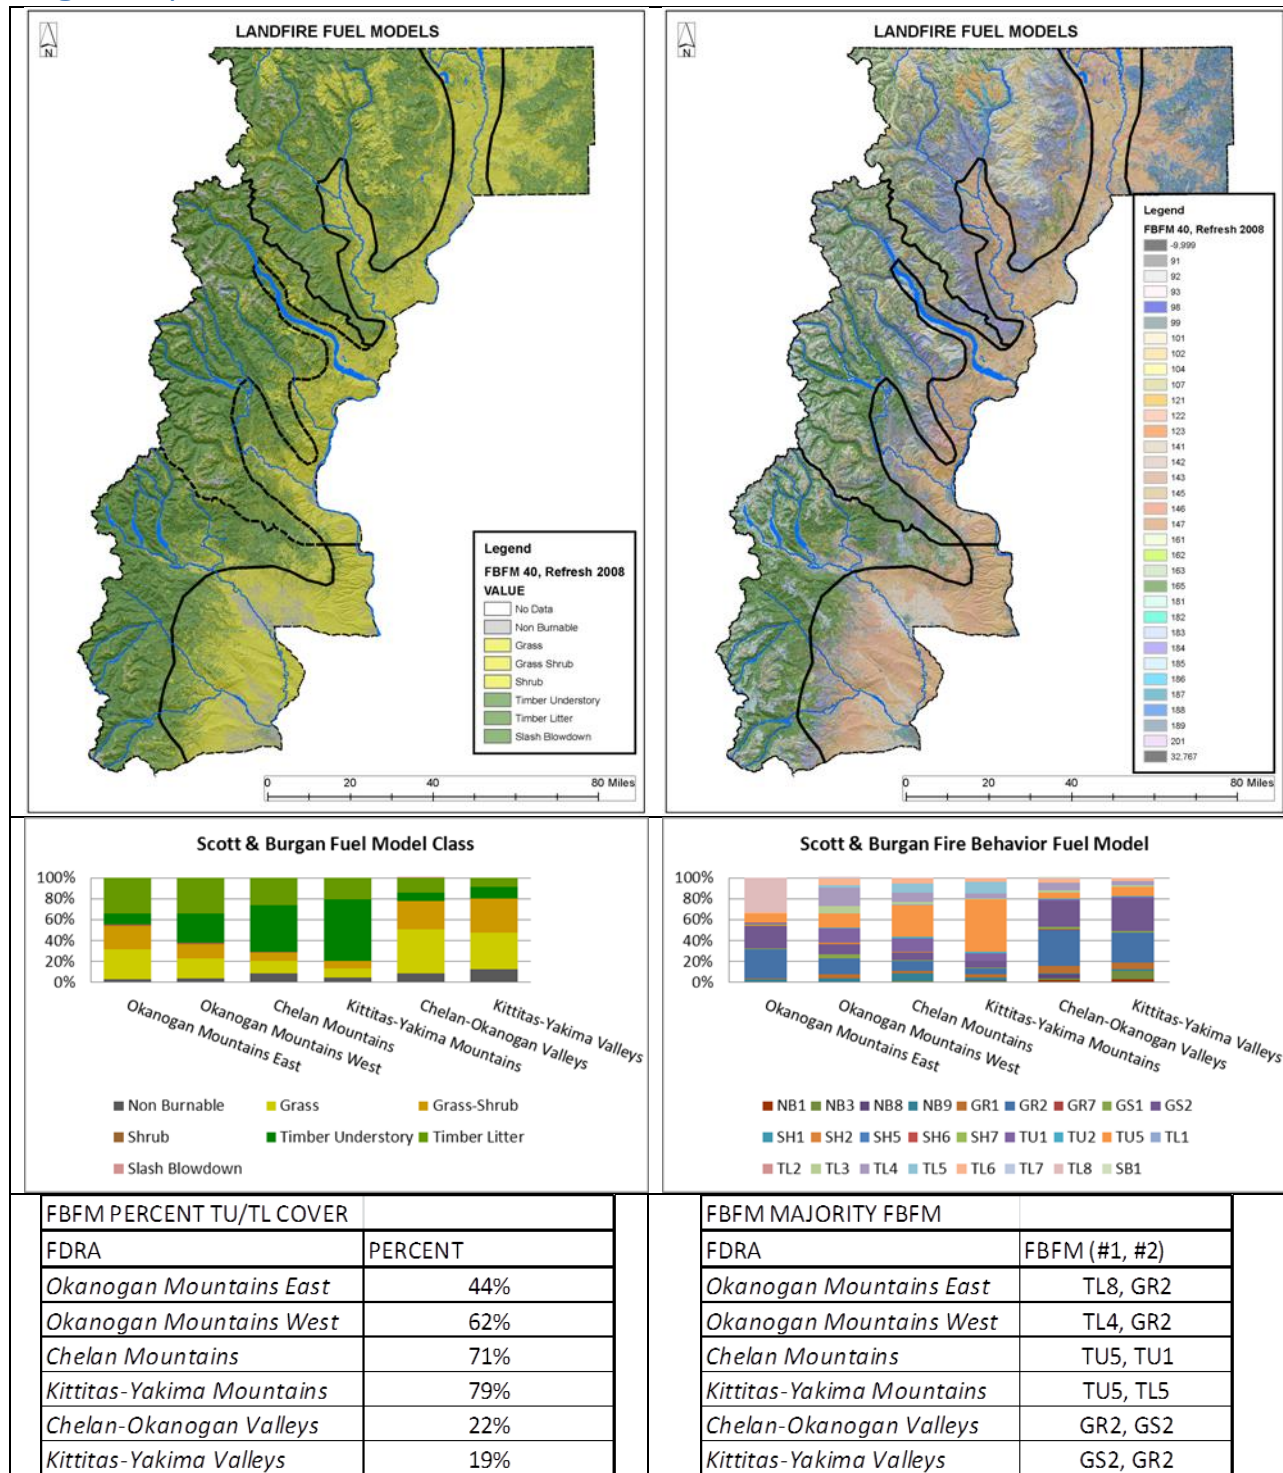 LANDFIRE FUEL MODELS
N
Legend
FBFM 40, Refresh 2008
VALUE
No Data
Non Burnable
Grass
Grass Shrub
Shrub
Timber Understory
Timber Litter
Slash Blowdown
0 20 40 80 Miles
LANDFIRE FUEL MODELS
N
Legend
FBFM 40, Refresh 2008
-9,999
91
92
93
98
99
101
102
104
107
121
122
123
141
142
143
145
146
147
161
162
163
165
181
182
183
184
185
186
187
188
189
201
32,767
0 20 40 80 Miles
Scott & Burgan Fuel Model Class
100%
80%
60%
40%
20%
0%
Okanogan Mountains East
Okanogan Mountains West
Chelan Mountains
Kittitas-Yakima Mountains
Chelan-Okanogan Valleys
Kittitas-Yakima Valleys
Non Burnable Grass Grass-Shrub
Shrub Timber Understory Timber Litter
Slash Blowdown
Scott & Burgan Fire Behavior Fuel Model
100%
80%
60%
40%
20%
0%
Okanogan Mountains East
Okanogan Mountains West
Chelan Mountains
Kittitas-Yakima Mountains
Chelan-Okanogan Valleys
Kittitas-Yakima Valleys
NB1 NB3 NB8 NB9 GR1 GR2 GR7 GS1 GS2
SH1 SH2 SH5 SH6 SH7 TU1 TU2 TU5 TL1
TL2 TL3 TL4 TL5 TL6 TL7 TL8 SB1
FBFM PERCENT TU/TL COVER
FDRA PERCENT
Okanogan Mountains East 44%
Okanogan Mountains West 62%
Chelan Mountains 71%
Kittitas-Yakima Mountains 79%
Chelan-Okanogan Valleys 22%
Kittitas-Yakima Valleys 19%
FBFM MAJORITY FBFM
FDRA FBFM (#1, #2)
Okanogan Mountains East TL8, GR2
Okanogan Mountains West TL4, GR2
Chelan Mountains TU5, TU1
Kittitas-Yakima Mountains TU5, TL5
Chelan-Okanogan Valleys GR2, GS2
Kittitas-Yakima Valleys GS2, GR2